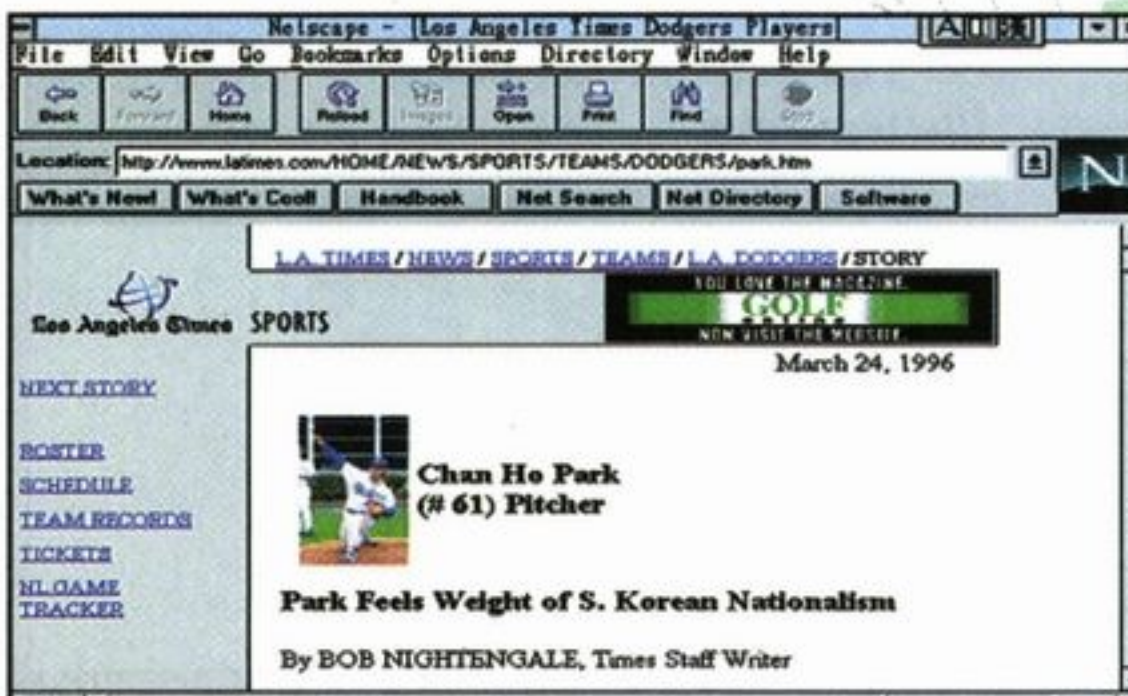 Netscape - [Los Angeles Times Dodgers Players]
File Edit View Go Bookmarks Options Directory Window Help
Back Forward Home Reload Images Open Print Find Stop
Location: http://www.latimes.com/HOME/NEWS/SPORTS/TEAMS/DODGERS/park.htm
N
What's New! What's Cool! Handbook Net Search Net Directory Software
L.A. TIMES / NEWS / SPORTS / TEAMS / L.A. DODGERS / STORY
YOU LOVE THE MAGAZINE.
GOLF
online
NOW VISIT THE WEBSITE.
Los Angeles Times SPORTS
March 24, 1996
NEXT STORY
ROSTER
SCHEDULE
TEAM RECORDS
TICKETS
NL GAME
TRACKER
Chan Ho Park
(# 61) Pitcher
Park Feels Weight of S. Korean Nationalism
By BOB NIGHTENGALE, Times Staff Writer